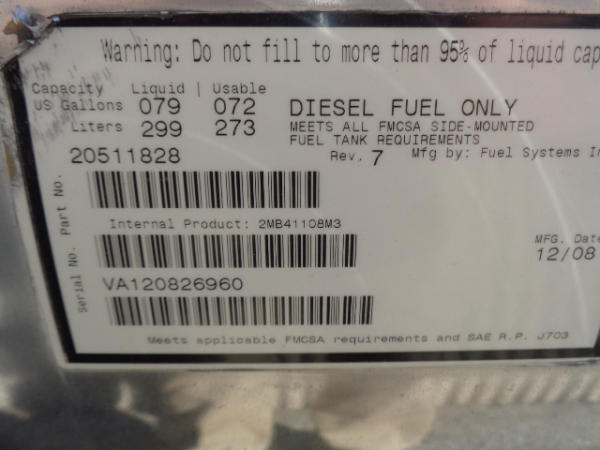 Warning: Do not fill to more than 95% of liquid cap
Capacity Liquid | Usable
US Gallons 079 072 DIESEL FUEL ONLY
Liters 299 273 MEETS ALL FMCSA SIDE-MOUNTED
FUEL TANK REQUIREMENTS
Part No. 20511828 Rev. 7 Mfg by: Fuel Systems In
Internal Product: 2MB41108M3
MFG. Date
12/08
Serial No. VA120826960
Meets applicable FMCSA requirements and SAE R.P. J703